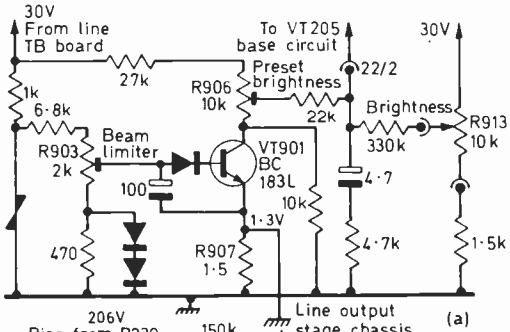 30V
From line
TB board
To VT205
base circuit
30V
27k
R906
10k
Preset
brightness
22/2
1k
6·8k
22k
Brightness
R913
10k
330k
R903
2k
Beam
limiter
VT901
BC
183L
100
10k
4·7
1·3V
470
R907
1·5
4·7k
1·5k
206V
Line output
stage chassis
(a)
150k